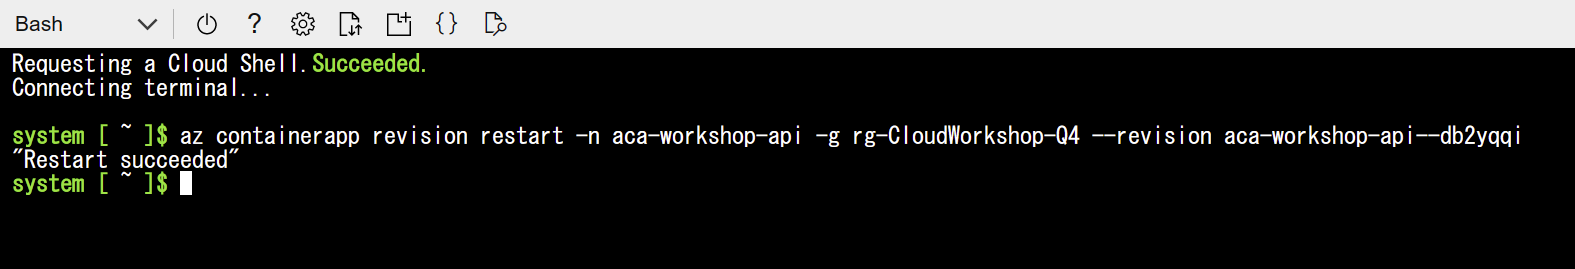 Bash
Requesting a Cloud Shell.Succeeded.
Connecting terminal...
system [ ~ ]$ az containerapp revision restart -n aca-workshop-api -g rg-CloudWorkshop-Q4 --revision aca-workshop-api--db2yqqi
"Restart succeeded"
system [ ~ ]$